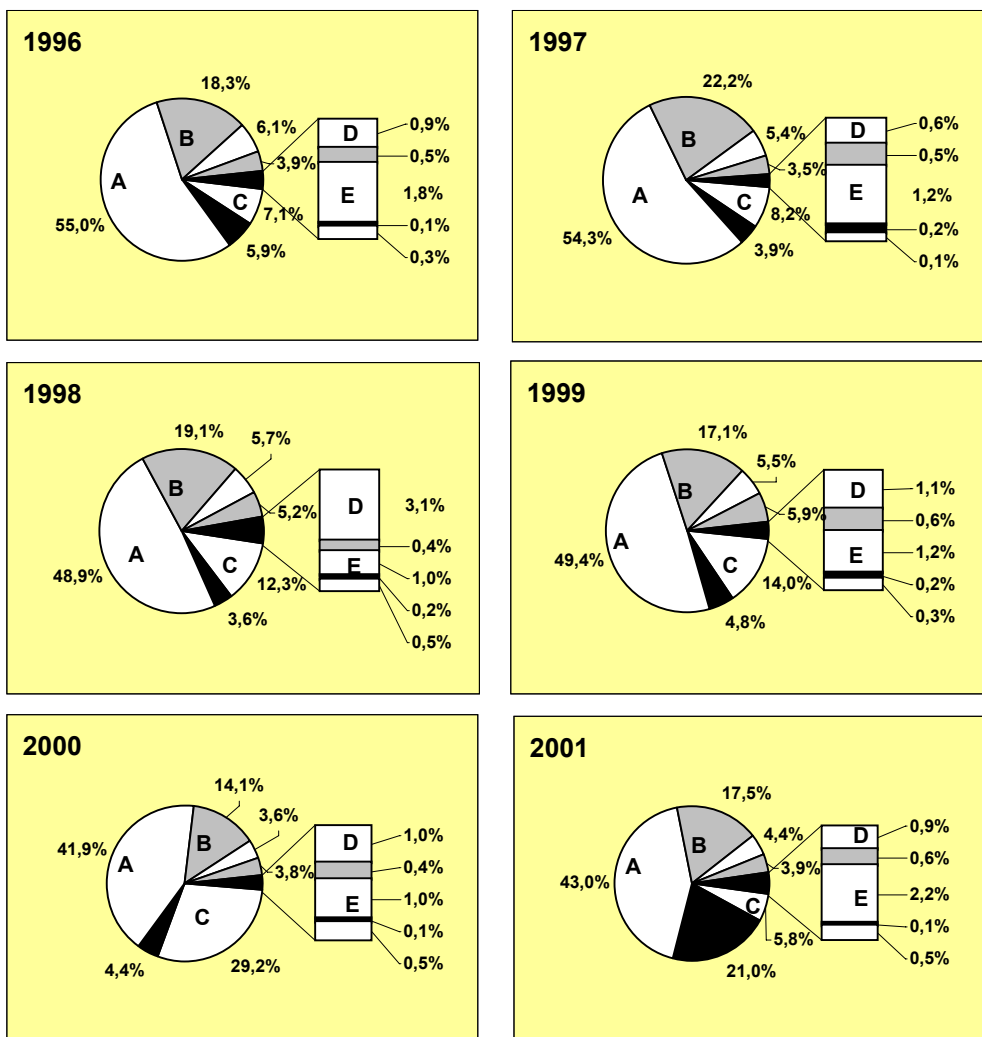 1996
18,3%
6,1%
3,9%
7,1%
5,9%
55,0%
A
B
C
D
E
0,9%
0,5%
1,8%
0,1%
0,3%
1997
22,2%
5,4%
3,5%
8,2%
3,9%
54,3%
A
B
C
D
E
0,6%
0,5%
1,2%
0,2%
0,1%
1998
19,1%
5,7%
5,2%
12,3%
3,6%
48,9%
A
B
C
D
E
3,1%
0,4%
1,0%
0,2%
0,5%
1999
17,1%
5,5%
5,9%
14,0%
4,8%
49,4%
A
B
C
D
E
1,1%
0,6%
1,2%
0,2%
0,3%
2000
14,1%
3,6%
3,8%
29,2%
4,4%
41,9%
A
B
C
D
E
1,0%
0,4%
1,0%
0,1%
0,5%
2001
17,5%
4,4%
3,9%
5,8%
21,0%
43,0%
A
B
C
D
E
0,9%
0,6%
2,2%
0,1%
0,5%